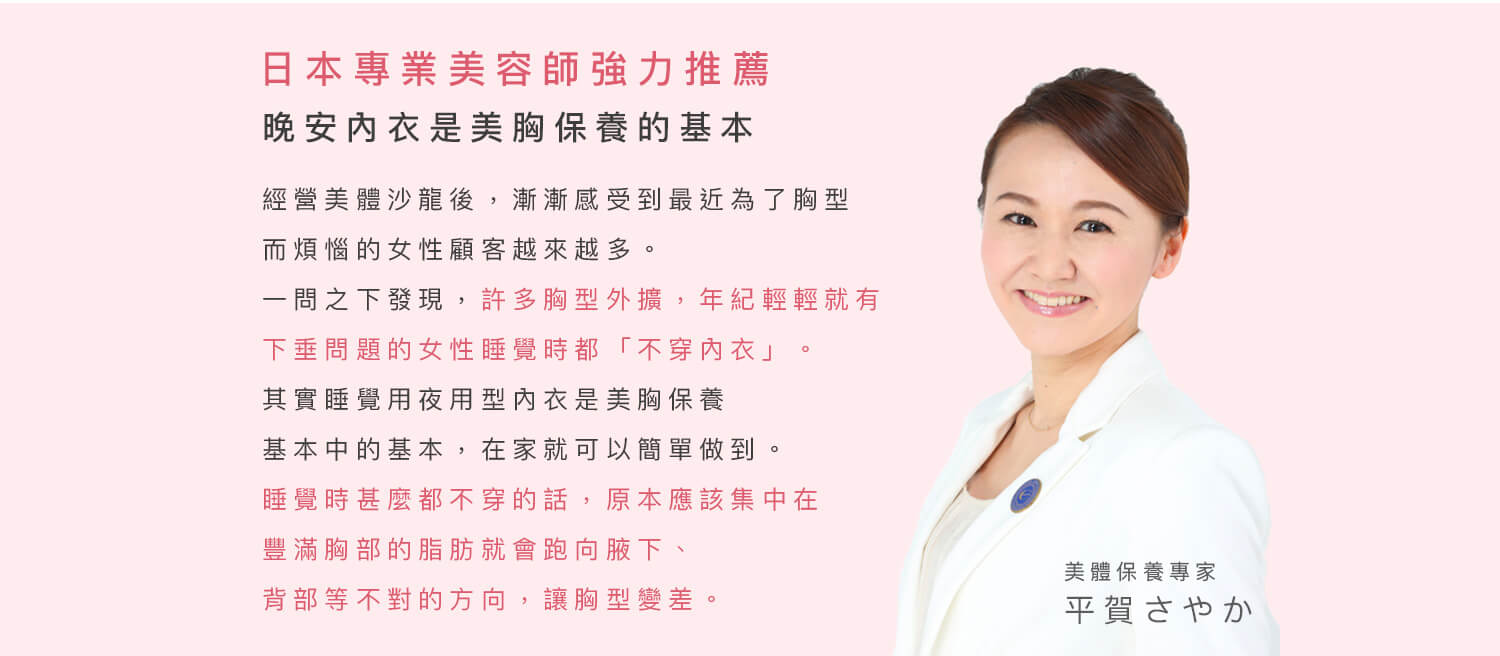 日本專業美容師強力推薦
晚安內衣是美胸保養的基本
經營美體沙龍後，漸漸感受到最近為了胸型
而煩惱的女性顧客越來越多。
一問之下發現，許多胸型外擴，年紀輕輕就有
下垂問題的女性睡覺時都「不穿內衣」。
其實睡覺用夜用型內衣是美胸保養
基本中的基本，在家就可以簡單做到。
睡覺時甚麼都不穿的話，原本應該集中在
豐滿胸部的脂肪就會跑向腋下、
背部等不對的方向，讓胸型變差。
美體保養專家
平賀さやか